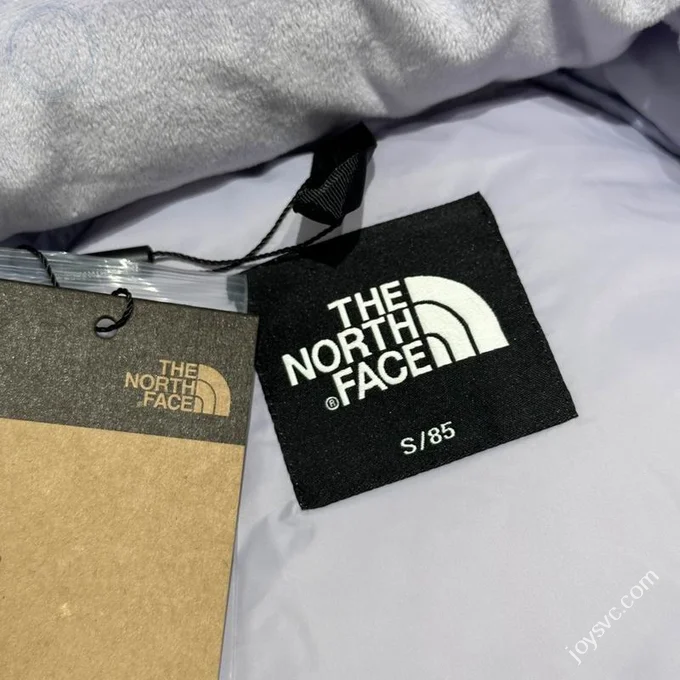 THE
NORTH
FACE
THE
NORTH
FACE
®
S/85
joysvc.com